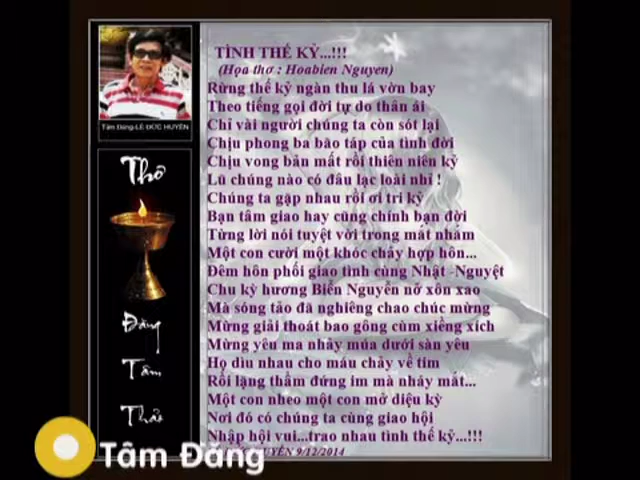 Tâm Đăng-LÊ ĐỨC HUYẾN
Thơ
Đăng
Tâm
Thái
TÌNH THẾ KỶ...!!!
(Họa thơ : Hoabien Nguyen)
Rừng thế kỷ ngàn thu lá vờn bay
Theo tiếng gọi đời tự do thân ái
Chỉ vài người chúng ta còn sót lại
Chịu phong ba bão táp của tình đời
Chịu vong bản mất rồi thiên niên kỷ
Lũ chúng nào có đâu lạc loài nhỉ !
Chúng ta gặp nhau rồi ơi tri kỷ
Bạn tâm giao hay cũng chính bạn đời
Từng lời nói tuyệt vời trong mát nhắm
Một con cười một khóc chảy hợp hôn...
Đêm hôn phối giao tình cùng Nhật -Nguyệt
Chu kỳ hương Biển Nguyễn nở xôn xao
Mà sóng tảo đã nghiêng chao chúc mừng
Mừng giải thoát bao gông cùm xiềng xích
Mừng yêu ma nhảy múa dưới sàn yêu
Họ dìu nhau cho máu chảy về tim
Rồi lặng thầm đứng im mà nháy mắt...
Một con nheo một con mở diệu kỳ
Nơi đó có chúng ta cùng giao hội
Nhập hội vui...trao nhau tình thế kỷ...!!!
HUYẾN 9/12/2014
Tâm Đăng